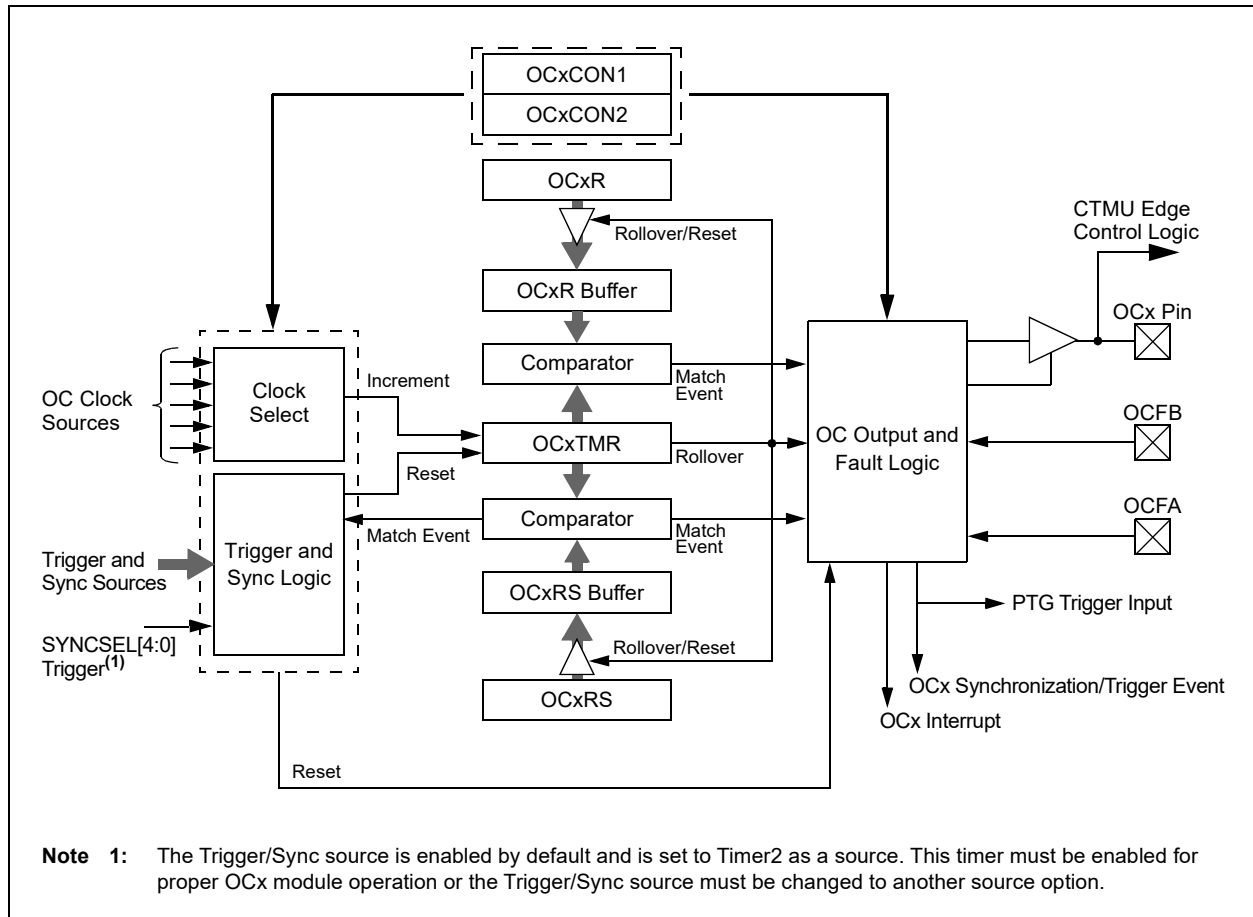 OCxCON1
OCxCON2
OCxR
Rollover/Reset
CTMU Edge
Control Logic
OCxR Buffer
OCx Pin
Comparator
Match
Event
Increment
OC Clock
Sources
Clock
Select
OCxTMR
Rollover
OC Output and
Fault Logic
OCFB
Reset
OCFA
Comparator
Match Event
Match
Event
Trigger and
Sync Sources
Trigger and
Sync Logic
OCxRS Buffer
PTG Trigger Input
SYNCSEL[4:0]
Trigger(1)
Rollover/Reset
OCx Synchronization/Trigger Event
OCxRS
OCx Interrupt
Reset
Note 1: The Trigger/Sync source is enabled by default and is set to Timer2 as a source. This timer must be enabled for
proper OCx module operation or the Trigger/Sync source must be changed to another source option.